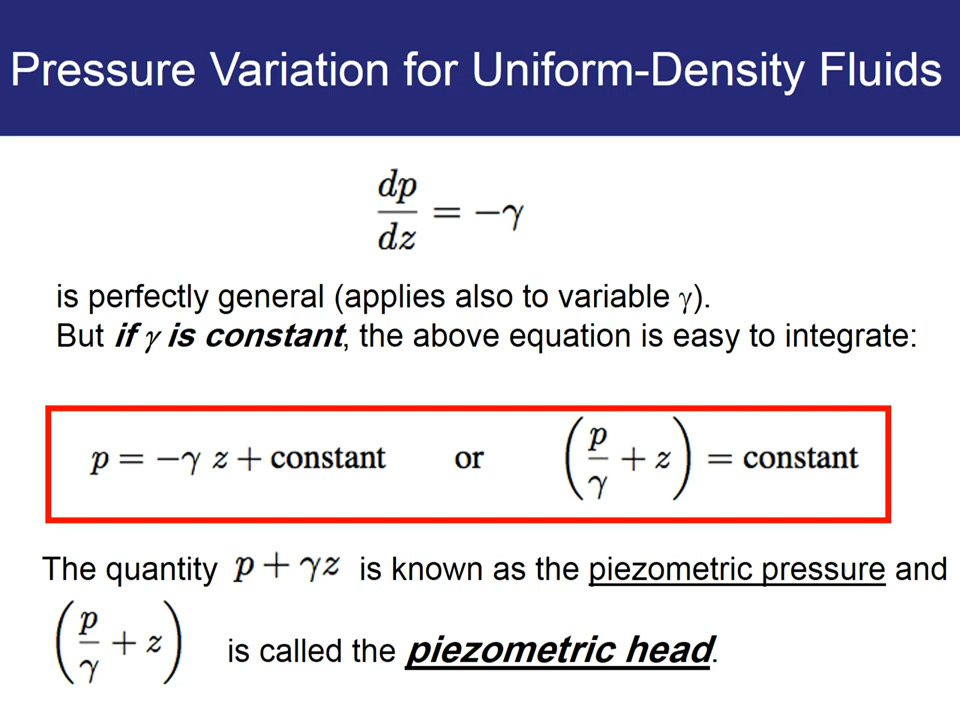 Pressure Variation for Uniform-Density Fluids
dp/dz = −γ
is perfectly general (applies also to variable γ).
But if γ is constant, the above equation is easy to integrate:
p = −γ z + constant or (p/γ + z) = constant
The quantity p + γz is known as the piezometric pressure and
(p/γ + z) is called the piezometric head.